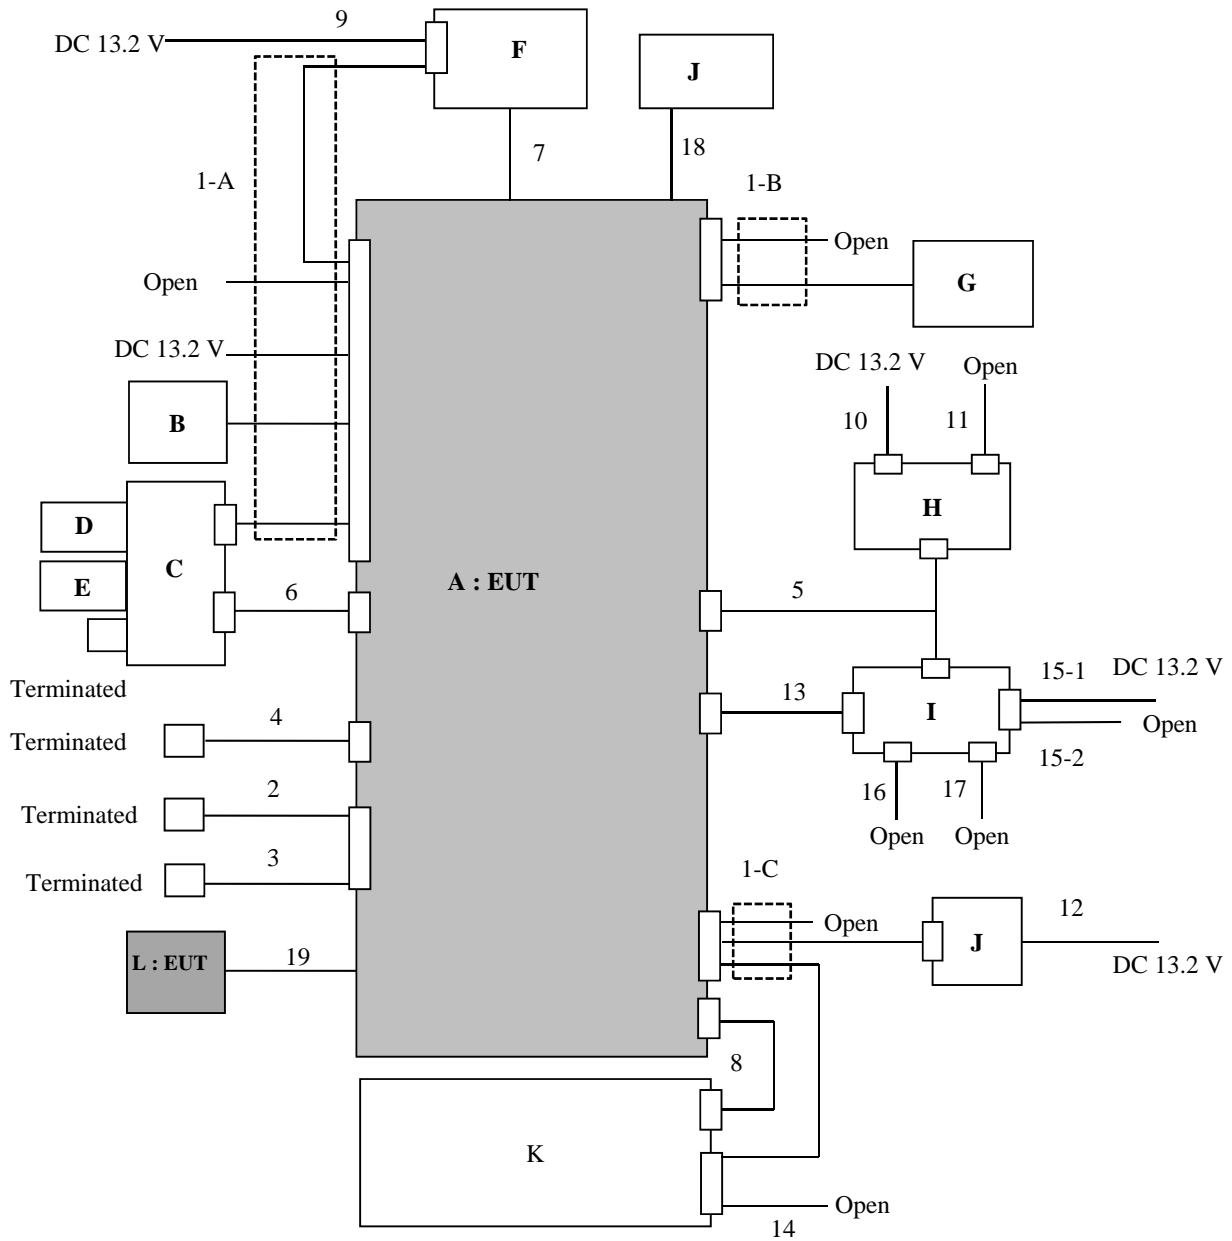 9
DC 13.2 V
F
J
7
18
1-A
1-B
Open
Open
G
DC 13.2 V
DC 13.2 V
Open
B
10
11
D
H
C
E
A : EUT
6
5
Terminated
13
I
15-1
DC 13.2 V
4
Terminated
Open
15-2
2
16
17
Terminated
Open
Open
3
1-C
Terminated
12
Open
J
L : EUT
19
DC 13.2 V
8
K
Open
14